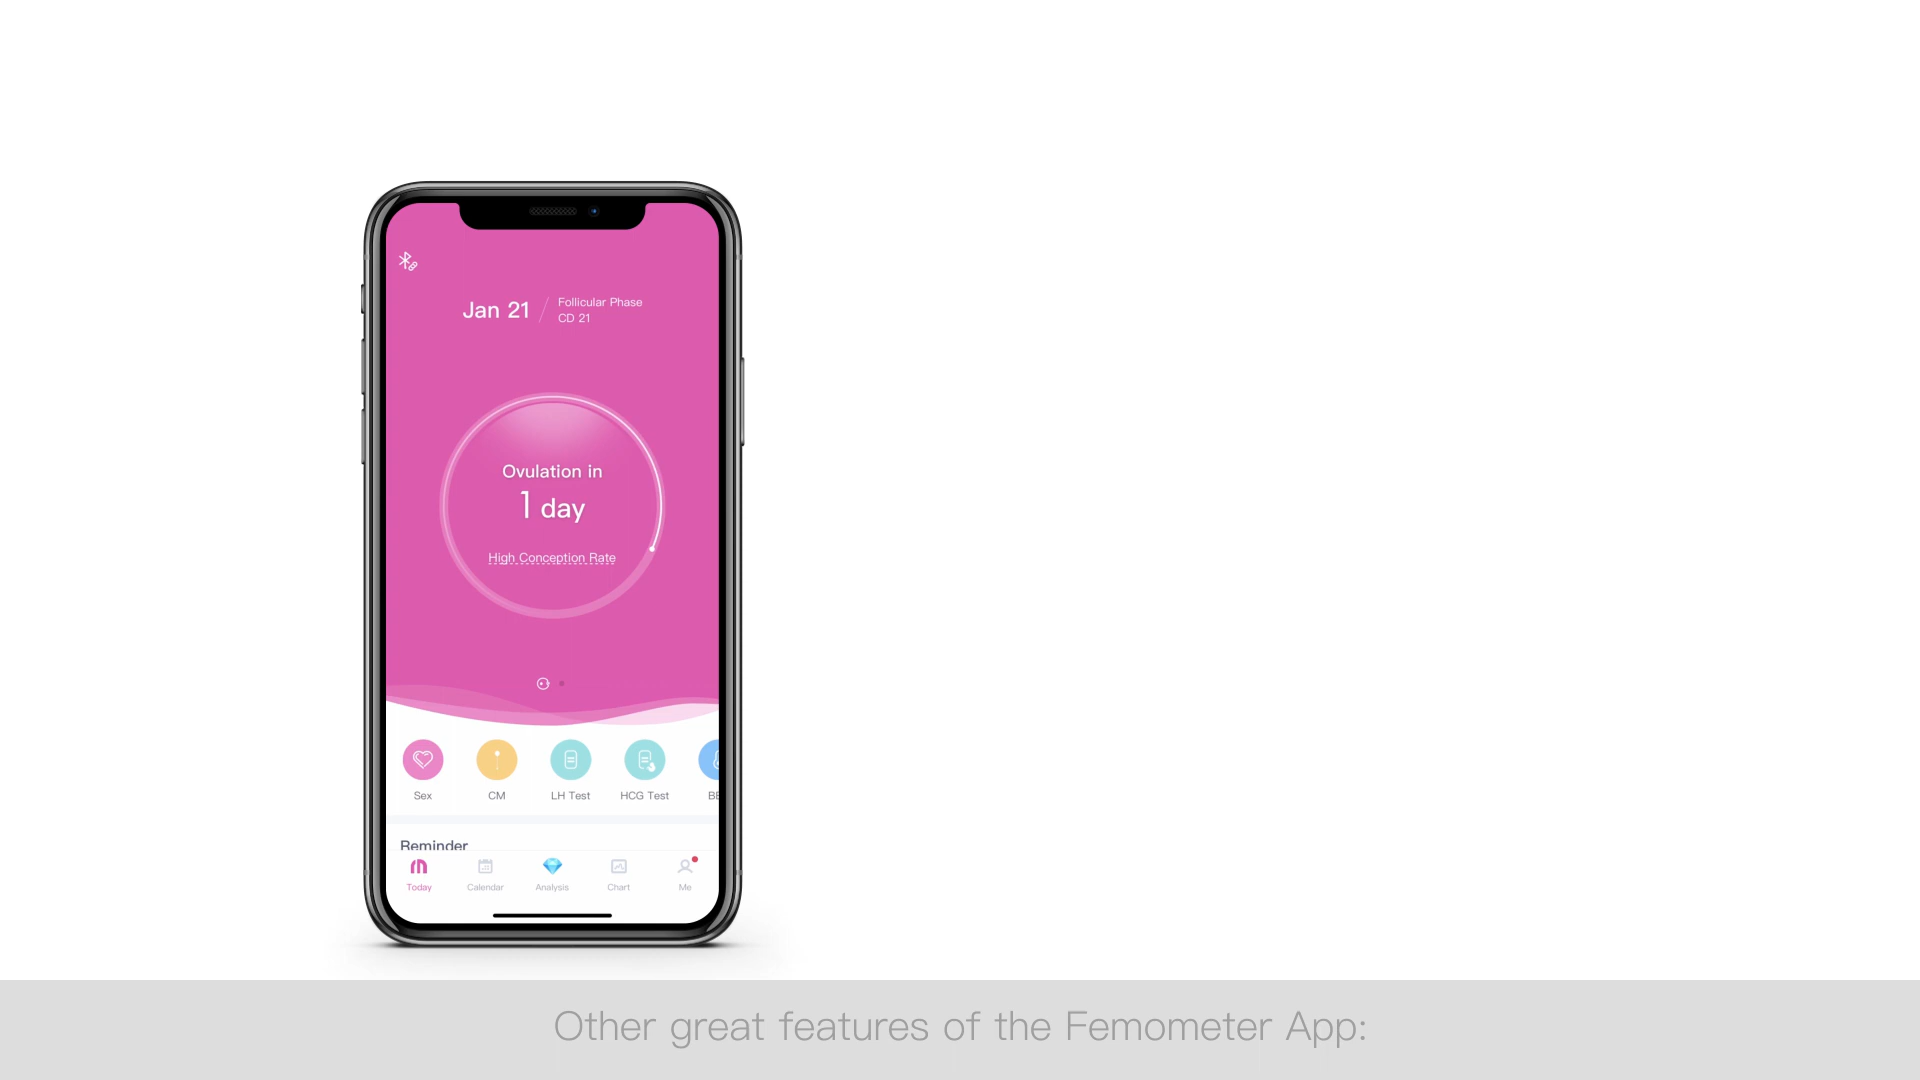 Jan 21
Follicular Phase
CD 21
Ovulation in
1 day
High Conception Rate
Sex
CM
LH Test
HCG Test
Reminder
Today
Calendar
Analysis
Chart
Me
Other great features of the Femometer App: